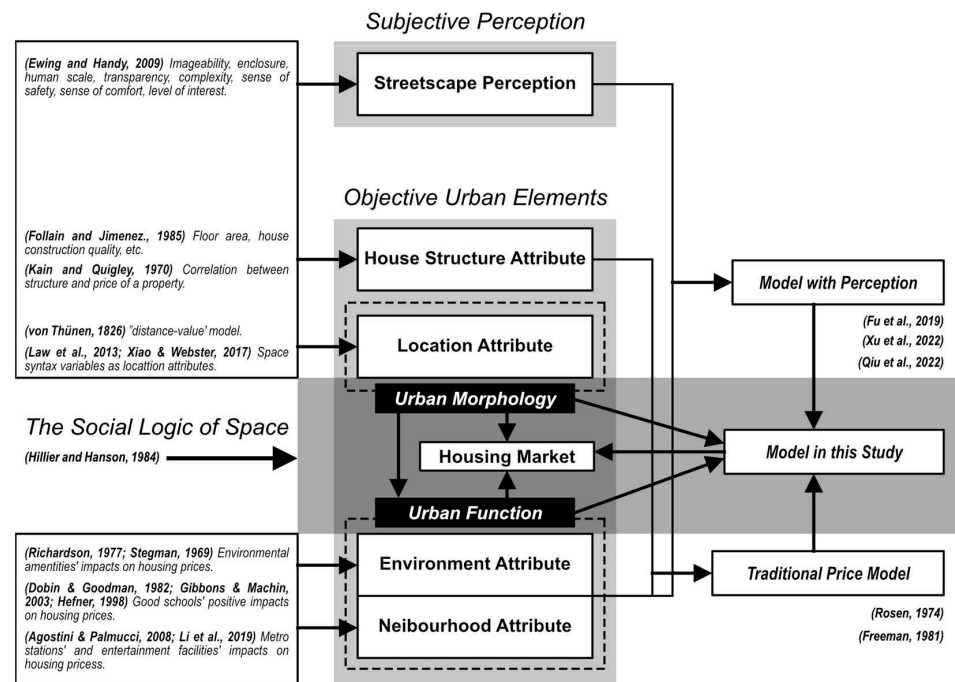 Subjective Perception
(Ewing and Handy, 2009) Imageability, enclosure,
human scale, transparency, complexity, sense of
safety, sense of comfort, level of interest.
Streetscape Perception
Objective Urban Elements
(Follain and Jimenez., 1985) Floor area, house
construction quality, etc.
(Kain and Quigley, 1970) Correlation between
structure and price of a property.
House Structure Attribute
(von Thünen, 1826) "distance-value' model.
(Law et al., 2013; Xiao & Webster, 2017) Space
syntax variables as locattion attributes.
Location Attribute
Model with Perception
(Fu et al., 2019)
(Xu et al., 2022)
(Qiu et al., 2022)
Urban Morphology
The Social Logic of Space
(Hillier and Hanson, 1984)
Housing Market
Model in this Study
Urban Function
(Richardson, 1977; Stegman, 1969) Environmental
amentities' impacts on housing prices.
(Dobin & Goodman, 1982; Gibbons & Machin,
2003; Hefner, 1998) Good schools' positive impacts
on housing prices.
(Agostini & Palmucci, 2008; Li et al., 2019) Metro
stations' and entertainment facilities' impacts on
housing pricess.
Environment Attribute
Neibourhood Attribute
Traditional Price Model
(Rosen, 1974)
(Freeman, 1981)